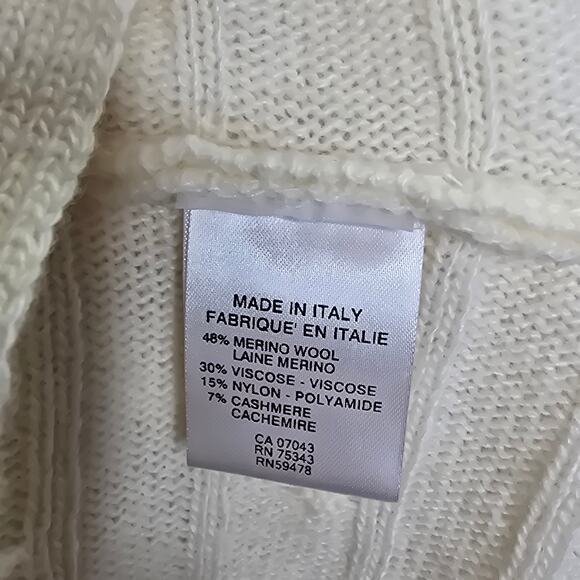 MADE IN ITALY
FABRIQUE' EN ITALIE
48% MERINO WOOL
LAINE MERINO
30% VISCOSE - VISCOSE
15% NYLON - POLYAMIDE
7% CASHMERE
CACHEMIRE
CA 07043
RN 75343
RN59478